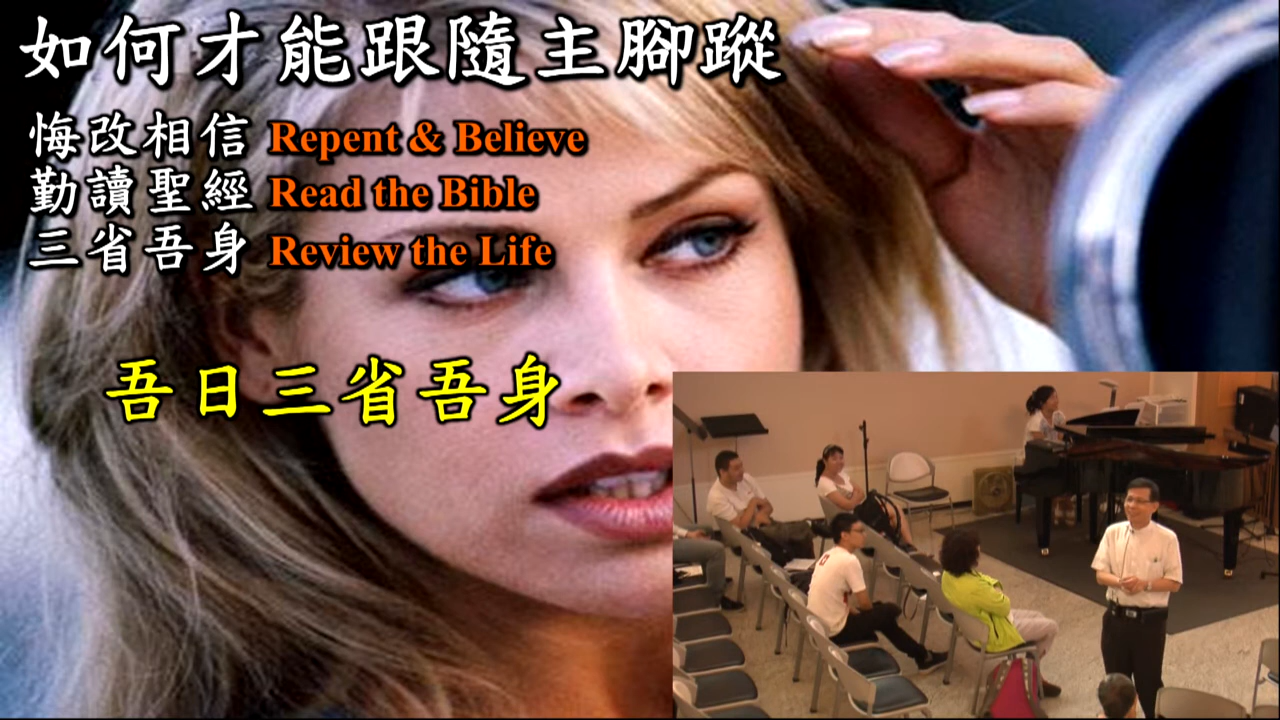 如何才能跟隨主腳蹤
悔改相信 Repent & Believe
勤讀聖經 Read the Bible
三省吾身 Review the Life
吾日三省吾身